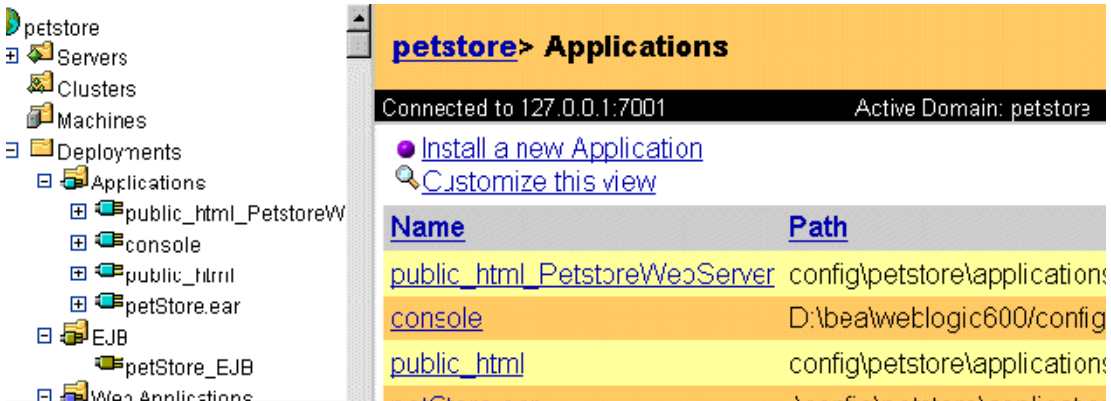 petstore
Servers
Clusters
Machines
Deployments
Applications
public_html_PetstoreW
console
public_html
petStore.ear
EJB
petStore_EJB
Web Applications
petstore> Applications
Connected to 127.0.0.1:7001 Active Domain: petstore
Install a new Application
Customize this view
Name Path
public_html_PetstoreWebServer config\petstore\applications
console D:\bea\weblogic600/config
public_html config\petstore\applications